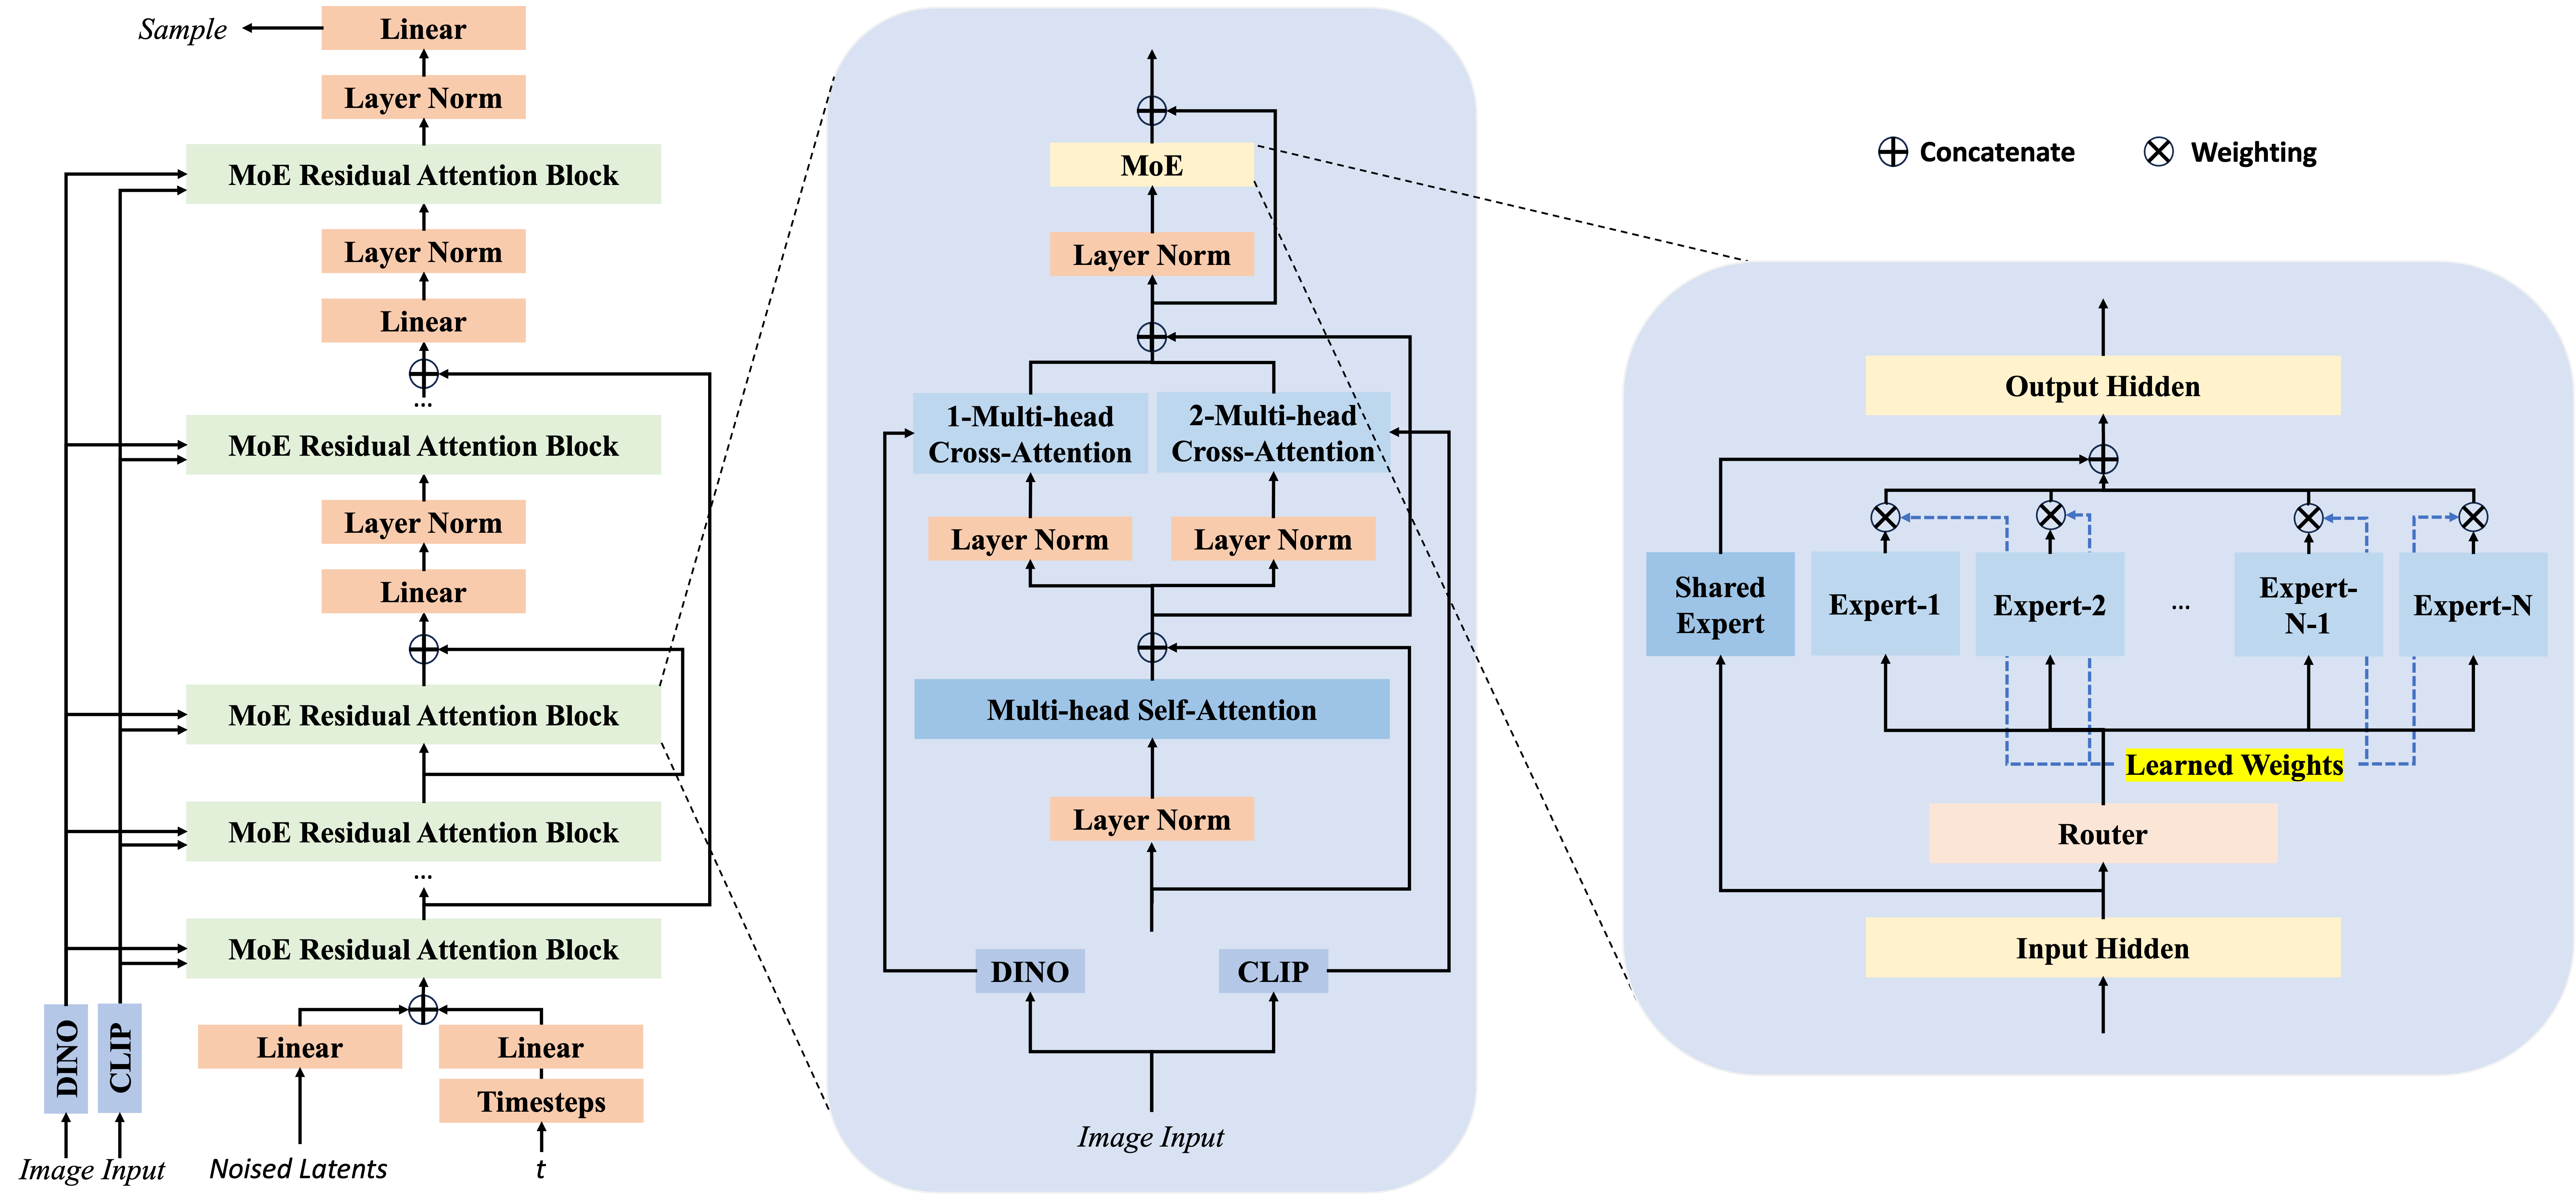 Sample
Linear
Layer Norm
MoE Residual Attention Block
Layer Norm
Linear
...
MoE Residual Attention Block
Layer Norm
Linear
MoE Residual Attention Block
MoE Residual Attention Block
...
MoE Residual Attention Block
DINO
CLIP
Linear
Linear
Timesteps
Image Input
Noised Latents
t
MoE
Layer Norm
1-Multi-head
Cross-Attention
2-Multi-head
Cross-Attention
Layer Norm
Layer Norm
Multi-head Self-Attention
Layer Norm
DINO
CLIP
Image Input
Concatenate
Weighting
Output Hidden
Shared
Expert
Expert-1
Expert-2
...
Expert-
N-1
Expert-N
Learned Weights
Router
Input Hidden